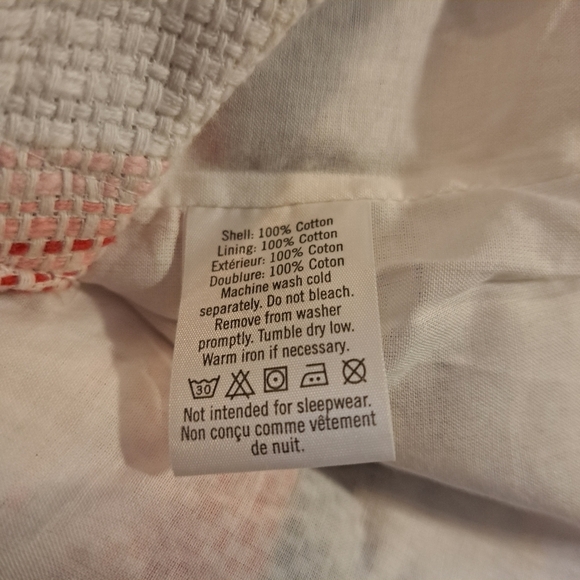 Shell: 100% Cotton
Lining: 100% Cotton
Extérieur: 100% Coton
Doublure: 100% Coton
Machine wash cold
separately. Do not bleach.
Remove from washer
promptly. Tumble dry low.
Warm iron if necessary.
30
Not intended for sleepwear.
Non conçu comme vêtement
de nuit.